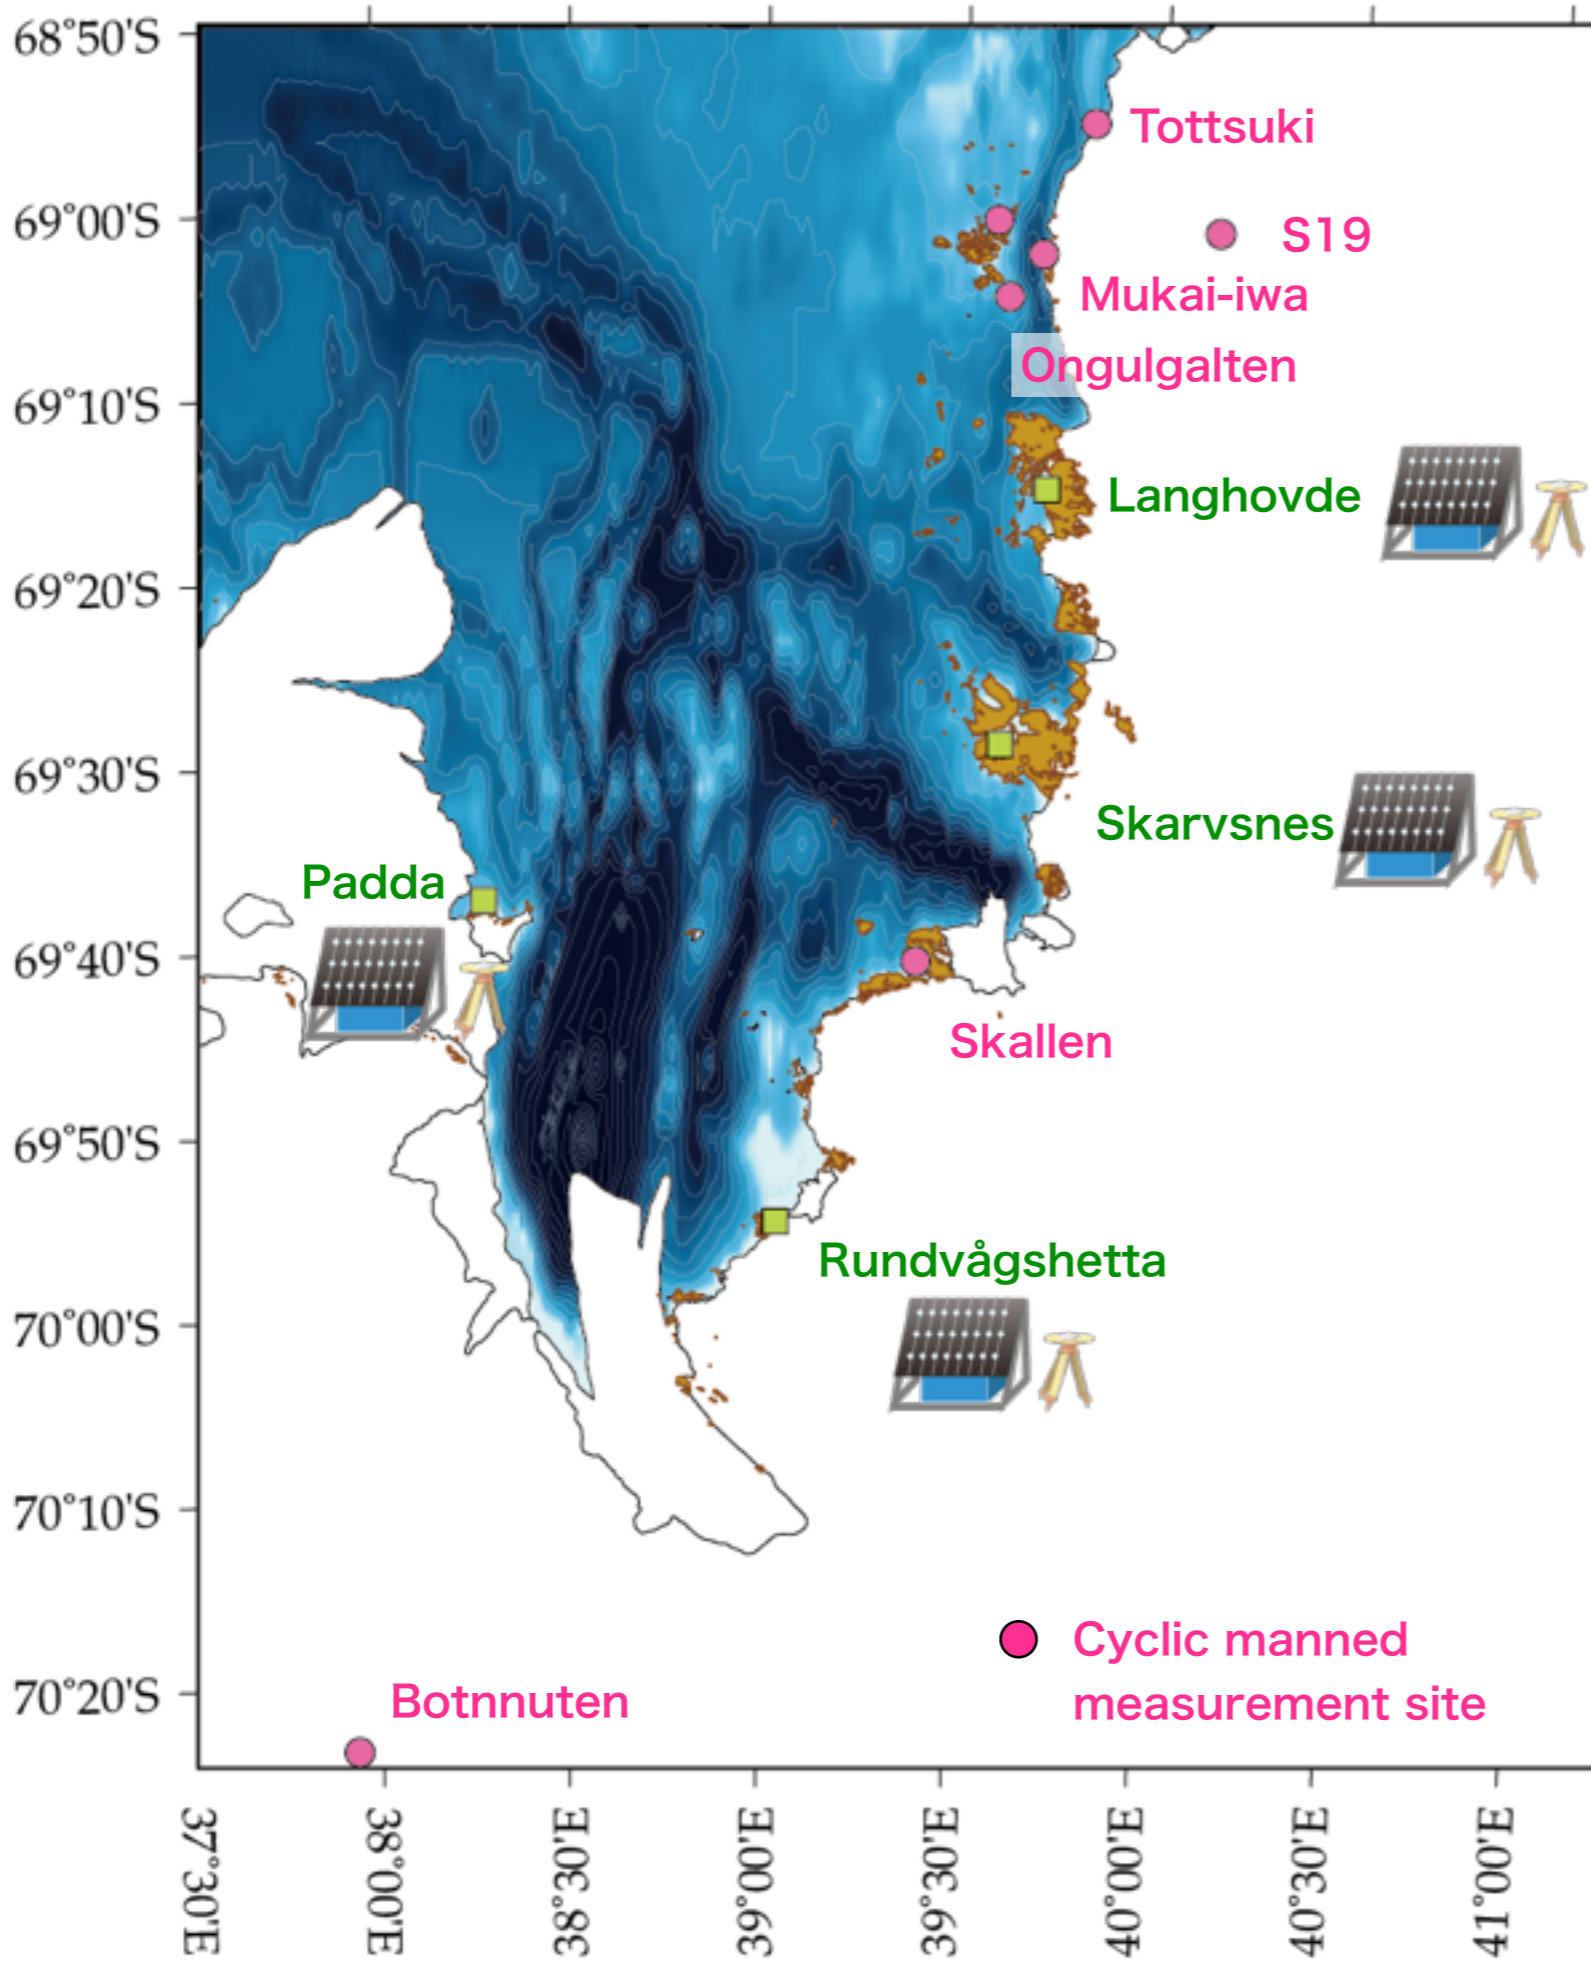 68°50'S
Tottsuki
69°00'S
S19
Mukai-iwa
Ongulgalten
69°10'S
Langhovde
69°20'S
69°30'S
Skarvsnes
Padda
69°40'S
Skallen
69°50'S
Rundvågshetta
70°00'S
70°10'S
Cyclic manned
measurement site
70°20'S
Botnnuten
37°30'E
38°00'E
38°30'E
39°00'E
39°30'E
40°00'E
40°30'E
41°00'E